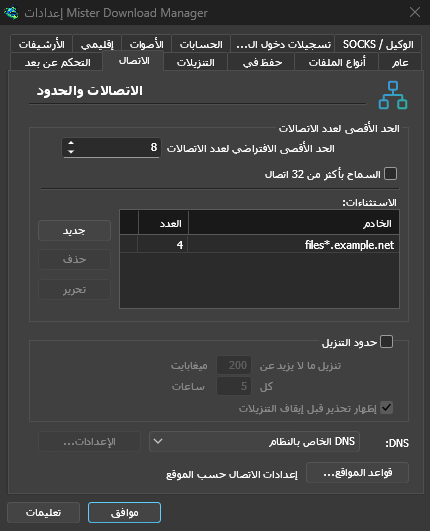 إعدادات Mister Download Manager
الوكيل / SOCKS
تسجيلات دخول ال...
الحسابات
الأصوات
إقليمي
الأرشيفات
عام
أنواع الملفات
حفظ في
التنزيلات
الاتصال
التحكم عن بعد
الاتصالات والحدود
الحد الأقصى لعدد الاتصالات
الحد الأقصى الافتراضي لعدد الاتصالات
8
السماح بأكثر من 32 اتصال
الاستثناءات:
الخادم
العدد
files*.example.net
4
جديد
حذف
تحرير
حدود التنزيل
تنزيل ما لا يزيد عن
200
ميغابايت
كل
5
ساعات
إظهار تحذير قبل إيقاف التنزيلات
DNS:
DNS الخاص بالنظام
الإعدادات...
قواعد المواقع...
إعدادات الاتصال حسب الموقع
موافق
تعليمات